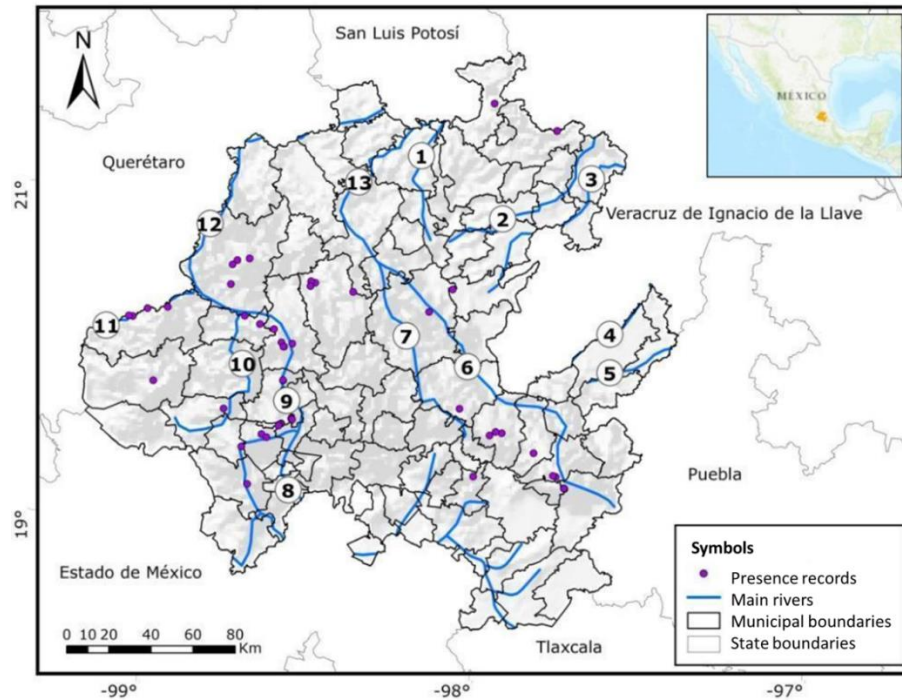 N
San Luis Potosí
MÉXICO
Querétaro
21°
1
13
3
2
12
Veracruz de Ignacio de la Llave
11
4
7
10
6
5
9
8
Puebla
19°
Symbols
Presence records
Main rivers
Municipal boundaries
State boundaries
Estado de México
0 10 20 40 60 80
Km
Tlaxcala
-99° -98° -97°